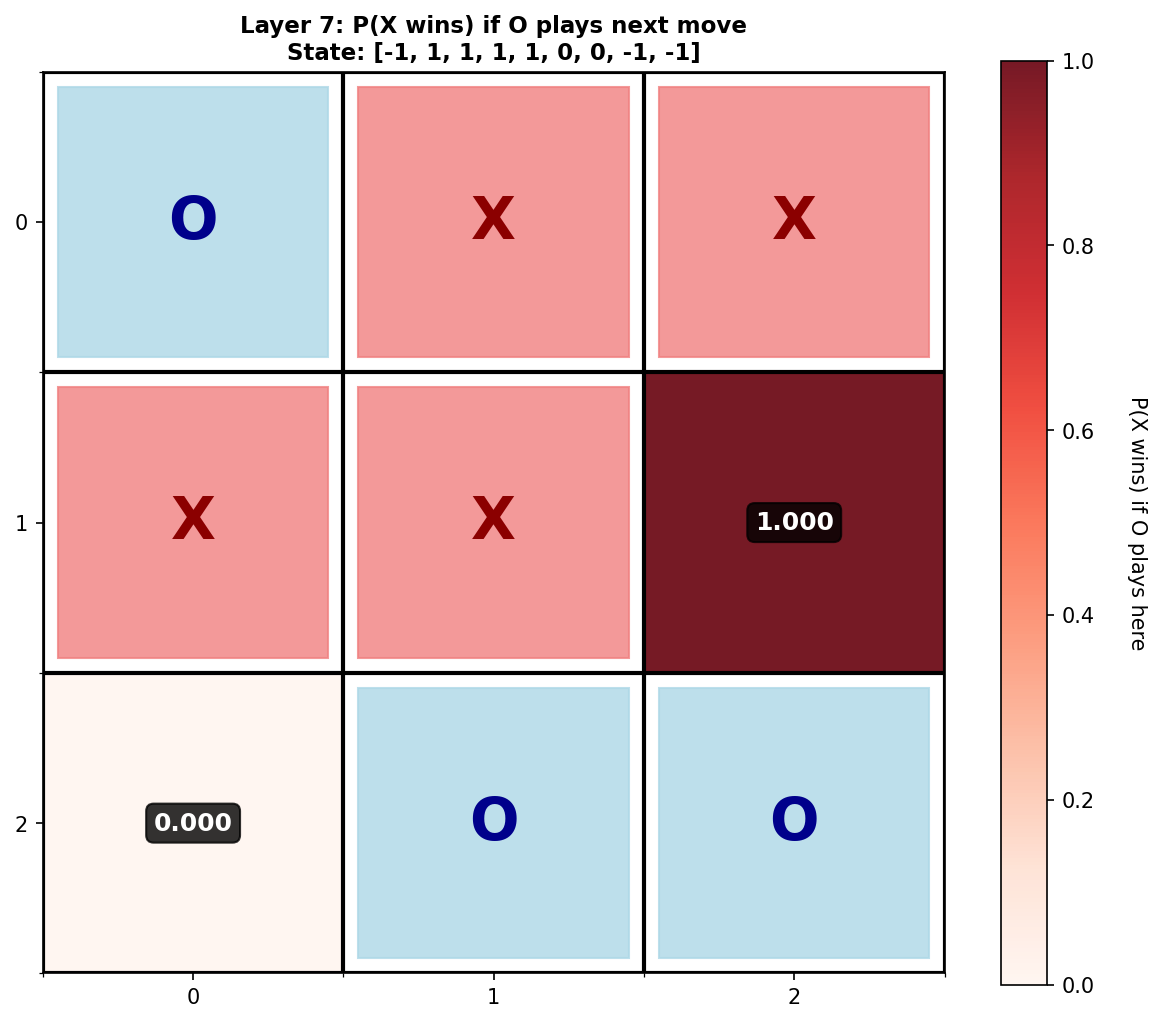 Layer 7: P(X wins) if O plays next move
State: [-1, 1, 1, 1, 1, 0, 0, -1, -1]
0
O
X
X
1
X
X
1.000
2
0.000
O
O
0
1
2
1.0
0.8
0.6
0.4
0.2
0.0
P(X wins) if O plays here